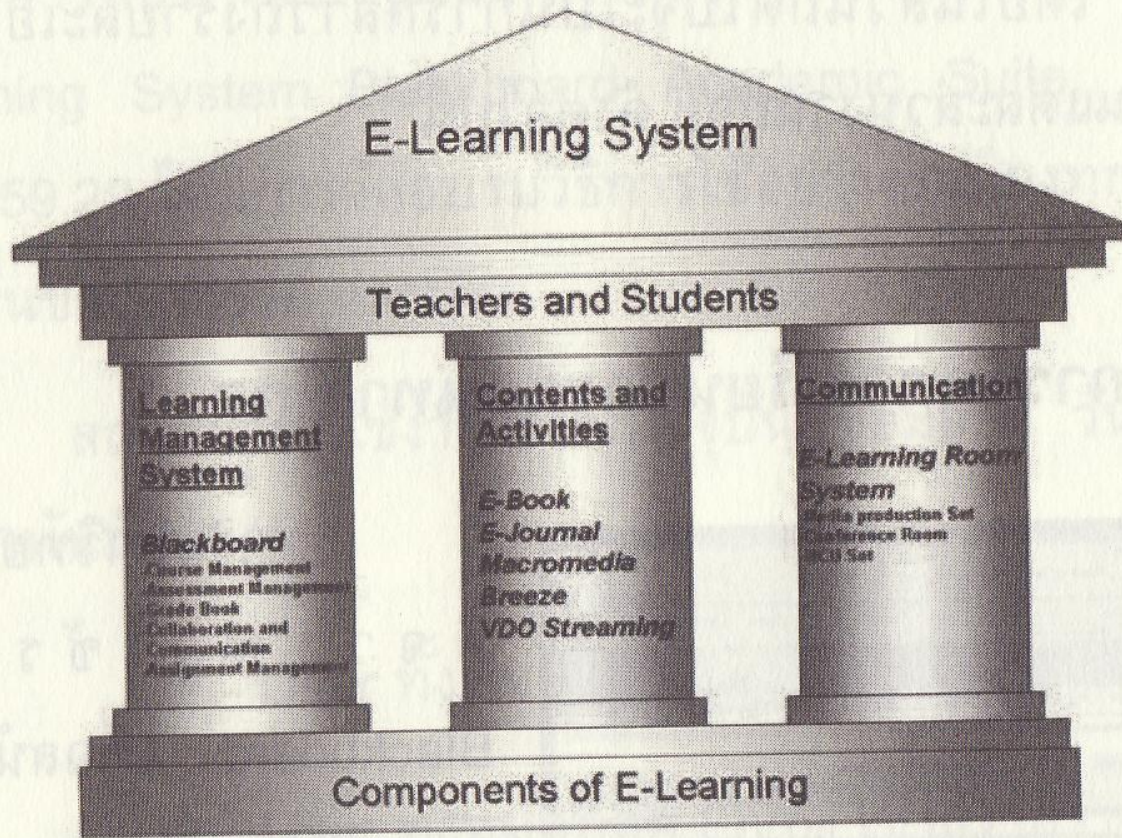 E-Learning System
Teachers and Students
Learning
Management
System
Blackboard
Course Management
Assessment Management
Grade Book
Collaboration and
Communication
Assignment Management
Contents and
Activities
E-Book
E-Journal
Macromedia
Breeze
VDO Streaming
Communication
E-Learning Room
System
Media production Set
Conference Room
MCU Set
Components of E-Learning